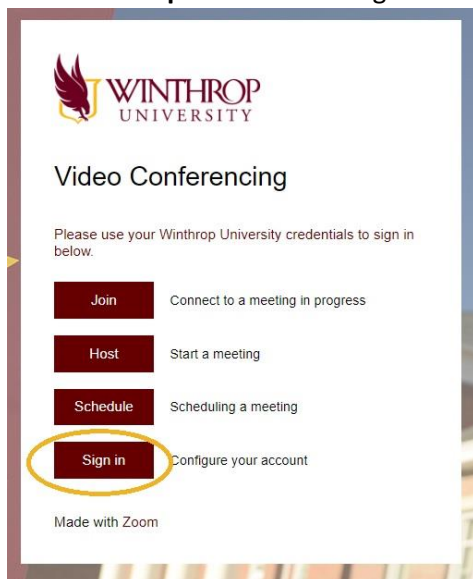 WINTHROP
UNIVERSITY
Video Conferencing
Please use your Winthrop University credentials to sign in
below.
Join Connect to a meeting in progress
Host Start a meeting
Schedule Scheduling a meeting
Sign in Configure your account
Made with Zoom